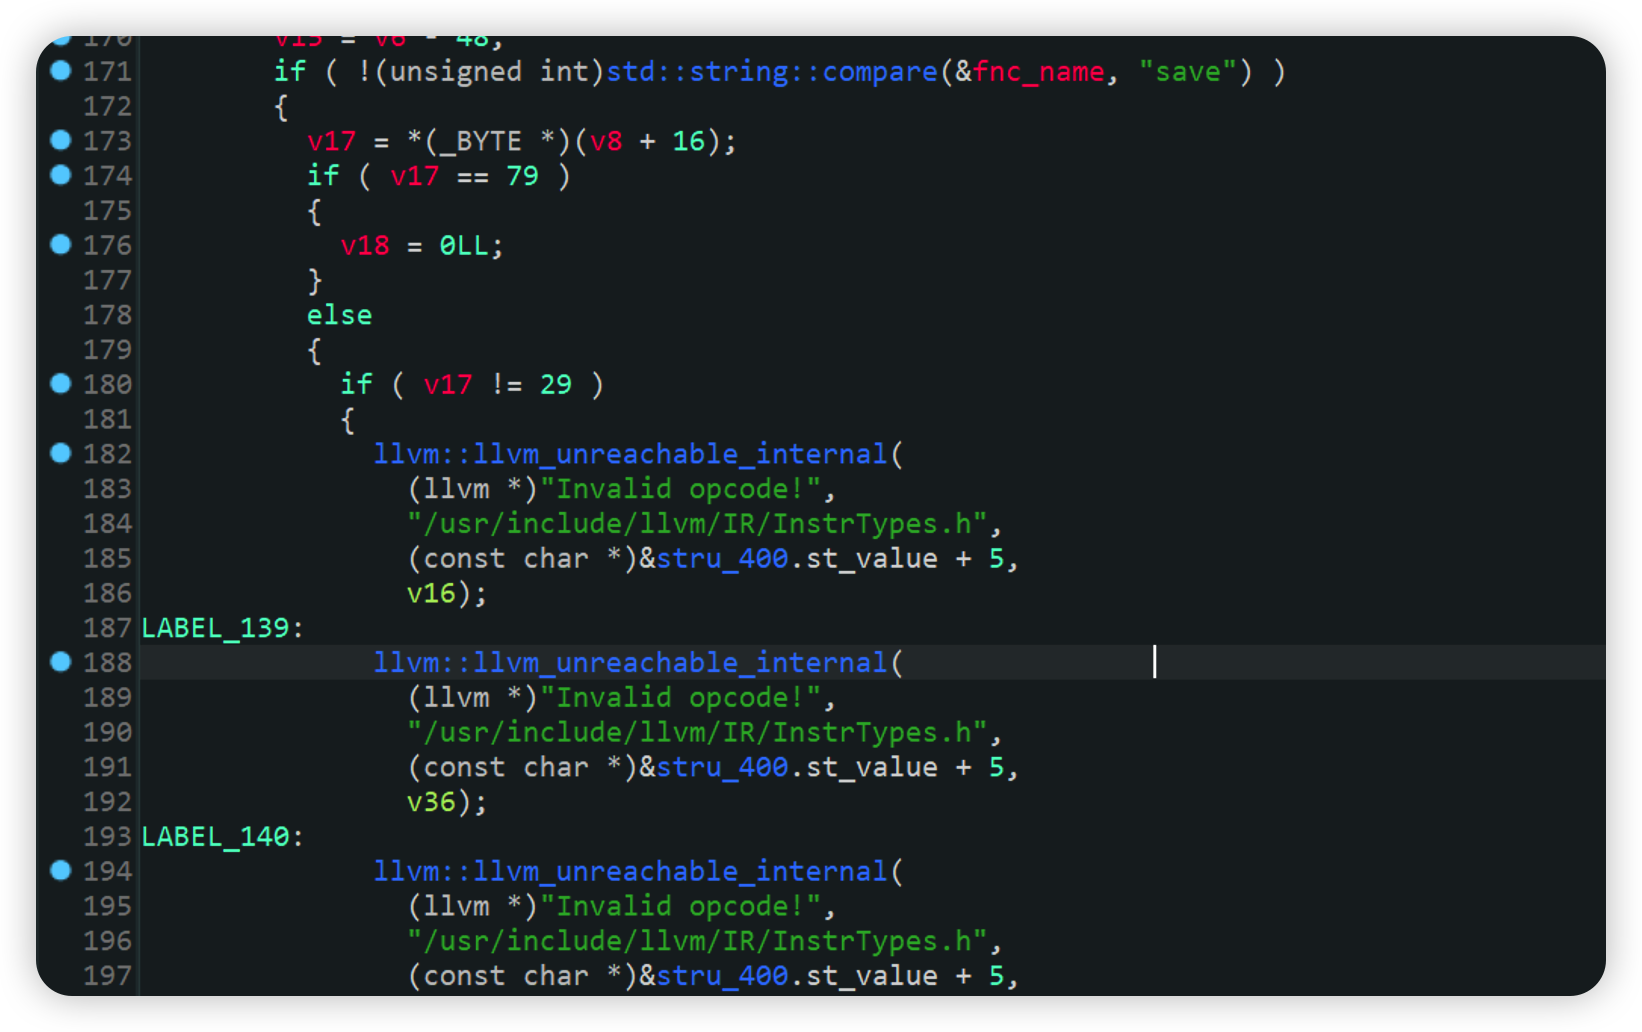 170 v15 = v6 - 48;
171 if ( !(unsigned int)std::string::compare(&fnc_name, "save") )
172 {
173 v17 = *(_BYTE *)(v8 + 16);
174 if ( v17 == 79 )
175 {
176 v18 = 0LL;
177 }
178 else
179 {
180 if ( v17 != 29 )
181 {
182 llvm::llvm_unreachable_internal(
183 (llvm *)"Invalid opcode!",
184 "/usr/include/llvm/IR/InstrTypes.h",
185 (const char *)&stru_400.st_value + 5,
186 v16);
187 LABEL_139:
188 llvm::llvm_unreachable_internal(
189 (llvm *)"Invalid opcode!",
190 "/usr/include/llvm/IR/InstrTypes.h",
191 (const char *)&stru_400.st_value + 5,
192 v36);
193 LABEL_140:
194 llvm::llvm_unreachable_internal(
195 (llvm *)"Invalid opcode!",
196 "/usr/include/llvm/IR/InstrTypes.h",
197 (const char *)&stru_400.st_value + 5,